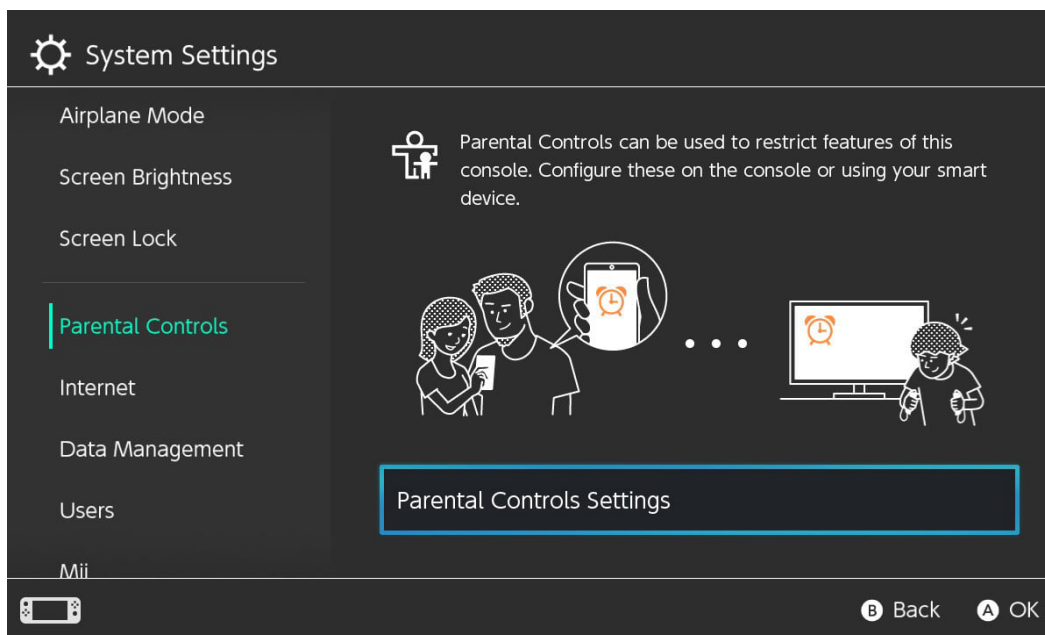 System Settings
Airplane Mode
Screen Brightness
Screen Lock
Parental Controls
Internet
Data Management
Users
Mii
Parental Controls can be used to restrict features of this
console. Configure these on the console or using your smart
device.
Parental Controls Settings
B Back A OK